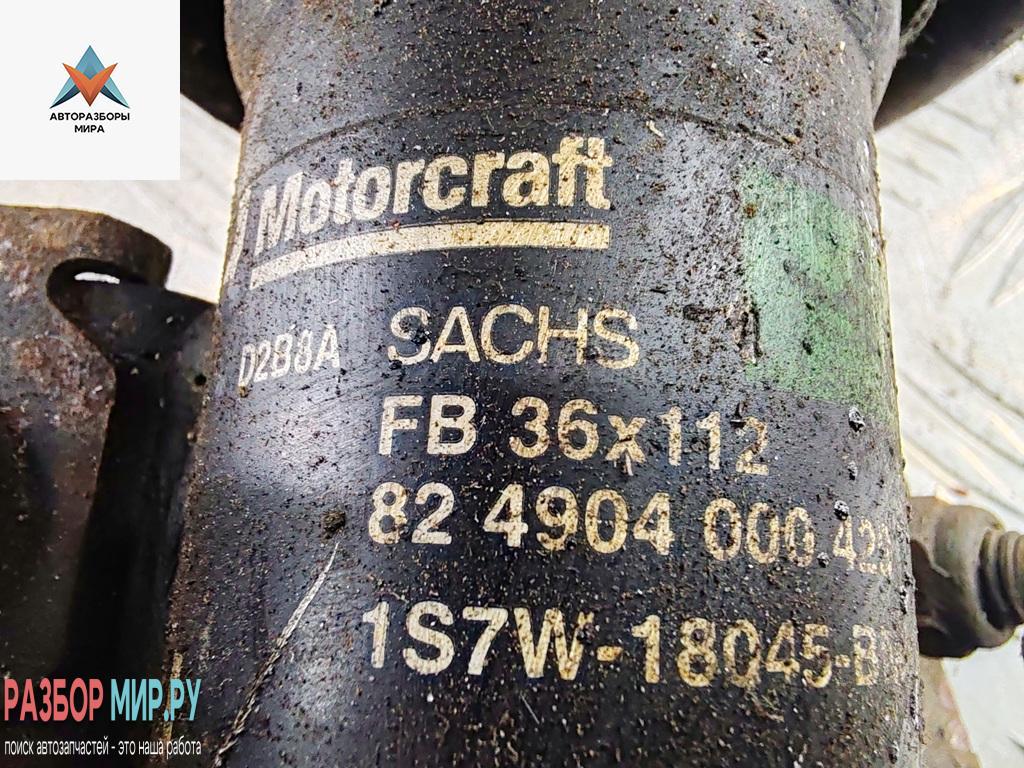 АВТОРАЗБОРЫ
МИРА
Motorcraft
D2B8A SACHS
FB 36x112
82 4904 000
1S7W-18045-B
РАЗБОР МИР.РУ
поиск автозапчастей - это наша работа